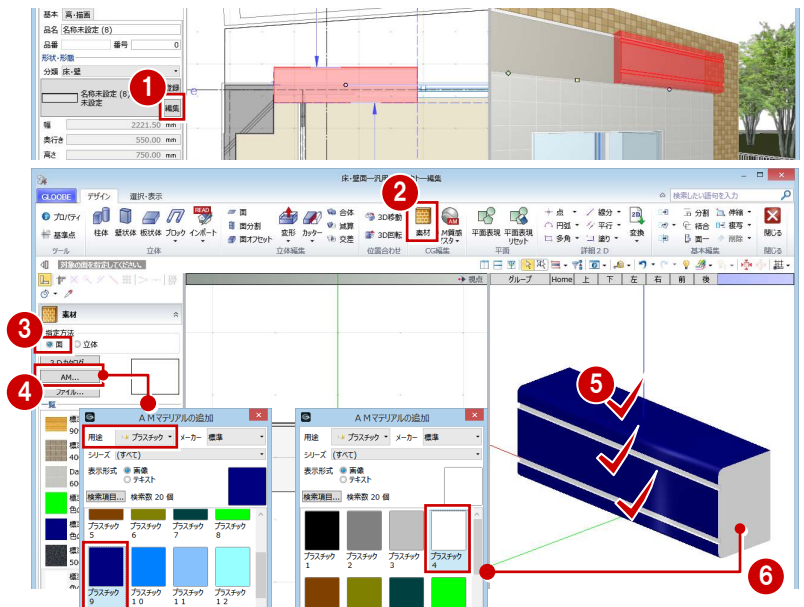 基本 高・描画
品名 名称未設定 (8)
品番 番号 0
形状・形態
分類 床・壁
1
名称未設定 (8)
未設定
登録
編集
幅 2221.50 mm
奥行き 550.00 mm
高さ 750.00 mm
2
GLOOBE デザイン 選択・表示
検索したい語句を入力
プロパティ
基準点
柱体 壁状体 板状体 ブロック インポート
面
面分割
面オフセット
変形 カッター
合体
減算
交差
3D移動
3D回転
素材
平面表現 平面表現
リセット
点 線分
円弧 平行
多角
変換
分割 伸縮
結合 複写
面一 削除
閉じる
ツール 立体 立体編集 位置合わせ CG編集 平面 詳細2D 基本編集 閉じる
対象の面を指定してください。
視点 グループ Home 上 下 左 右 前 後
素材
3
指定方法
面 立体
3Dカタログ
4
AM...
ファイル...
一覧
AMマテリアルの追加
用途 プラスチック メーカー 標準
シリーズ (すべて)
表示形式 画像
テキスト
検索項目... 検索数 20 個
プラスチック
5
プラスチック
6
プラスチック
7
プラスチック
8
プラスチック
9
プラスチック
10
プラスチック
11
プラスチック
12
AMマテリアルの追加
用途 プラスチック メーカー 標準
シリーズ (すべて)
表示形式 画像
テキスト
検索項目... 検索数 20 個
プラスチック
1
プラスチック
2
プラスチック
3
プラスチック
4
5
6